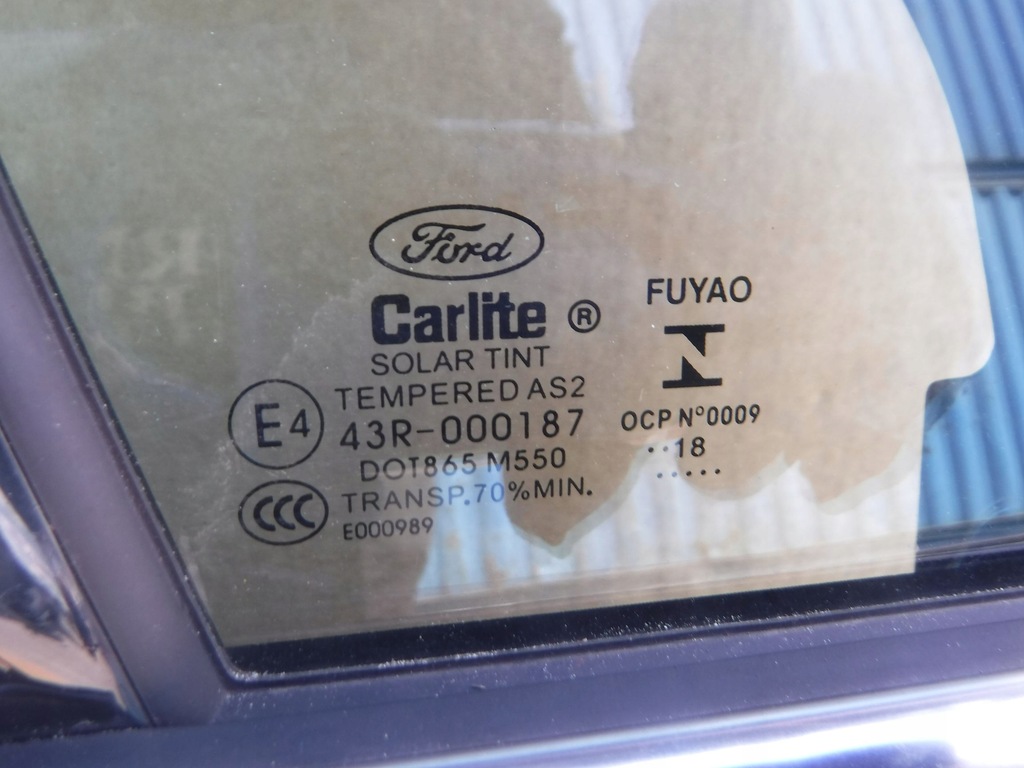 Ford
Carlite ®
SOLAR TINT
TEMPERED AS2
E4
43R-000187
DOT865 M550
CCC
TRANSP.70%MIN.
E000989
FUYAO
OCP Nº0009
..18
.....